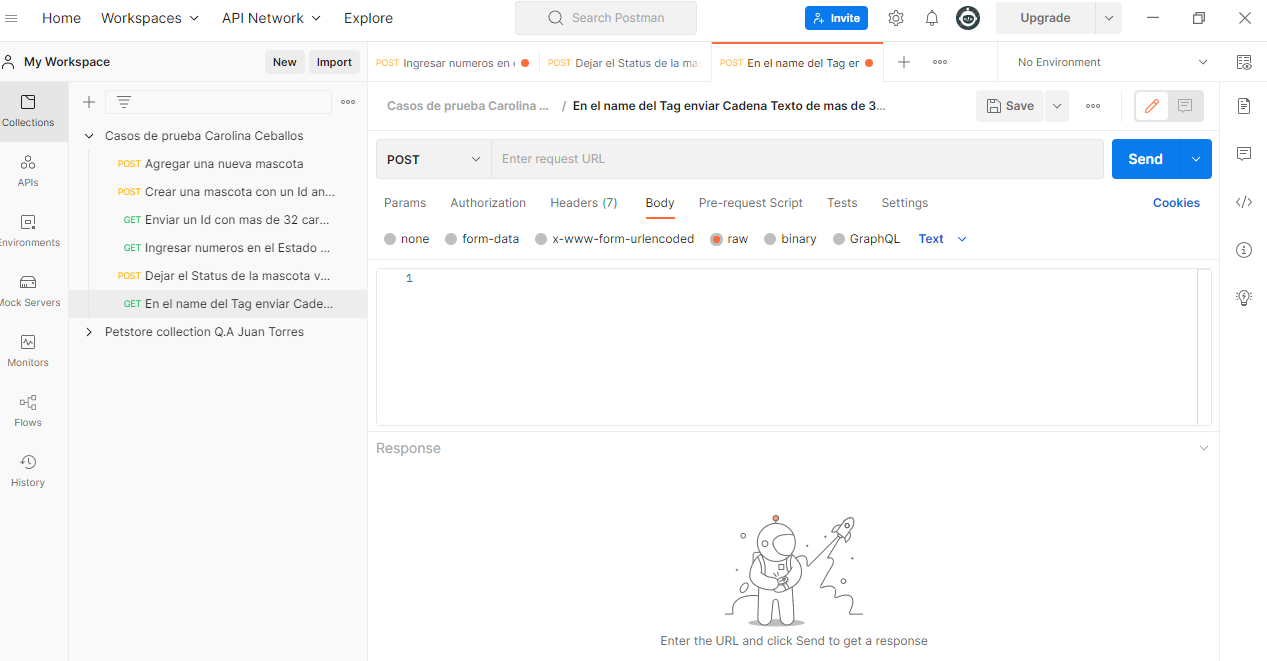 Home Workspaces API Network Explore Search Postman Invite Upgrade
My Workspace New Import
POST Ingresar numeros en e POST Dejar el Status de la mas POST En el name del Tag en No Environment
Collections
APIs
Environments
Mock Servers
Monitors
Flows
History
Casos de prueba Carolina Ceballos
POST Agregar una nueva mascota
POST Crear una mascota con un Id an...
GET Enviar un Id con mas de 32 car...
GET Ingresar numeros en el Estado ...
POST Dejar el Status de la mascota v...
GET En el name del Tag enviar Cade...
Petstore collection Q.A Juan Torres
Casos de prueba Carolina ... / En el name del Tag enviar Cadena Texto de mas de 3... Save
POST Enter request URL Send
Params Authorization Headers (7) Body Pre-request Script Tests Settings Cookies
none form-data x-www-form-urlencoded raw binary GraphQL Text
1
Response
Enter the URL and click Send to get a response